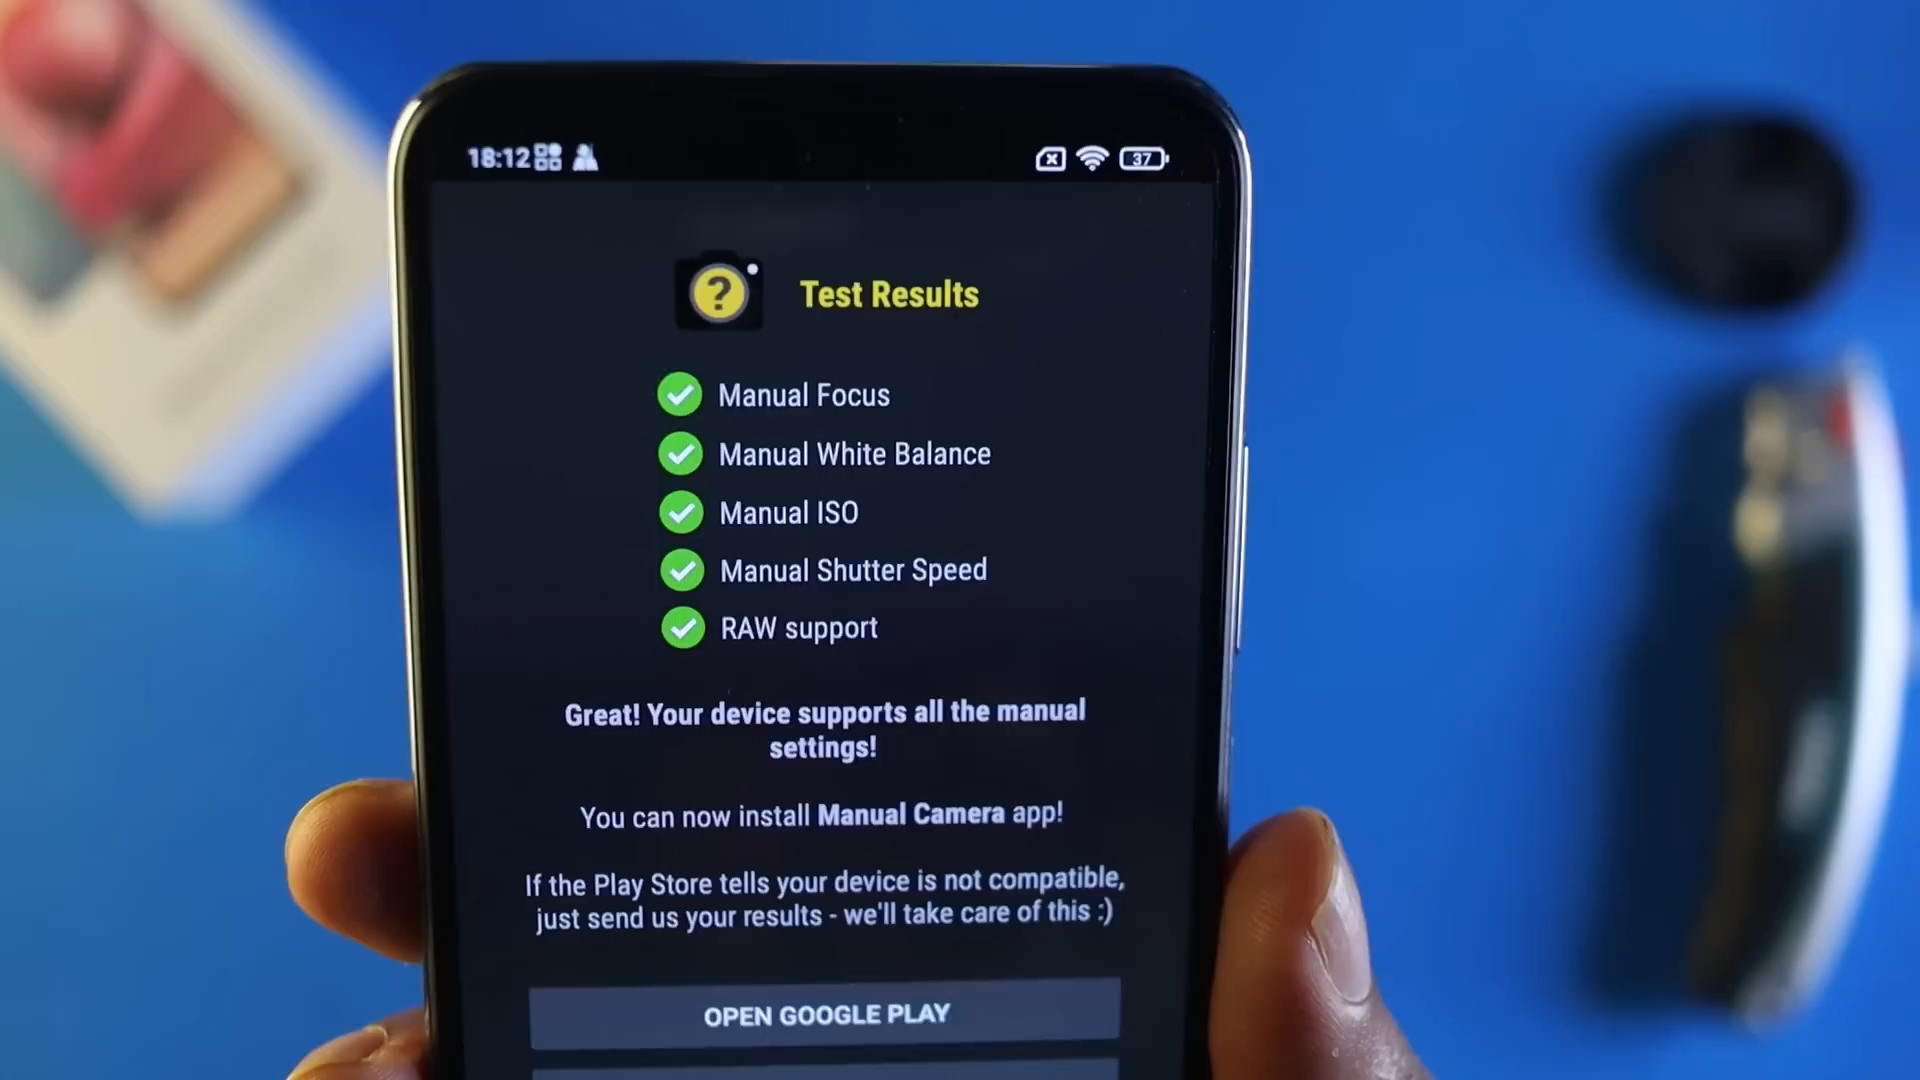 18:12
37
?
Test Results
Manual Focus
Manual White Balance
Manual ISO
Manual Shutter Speed
RAW support
Great! Your device supports all the manual
settings!
You can now install Manual Camera app!
If the Play Store tells your device is not compatible,
just send us your results - we'll take care of this :)
OPEN GOOGLE PLAY